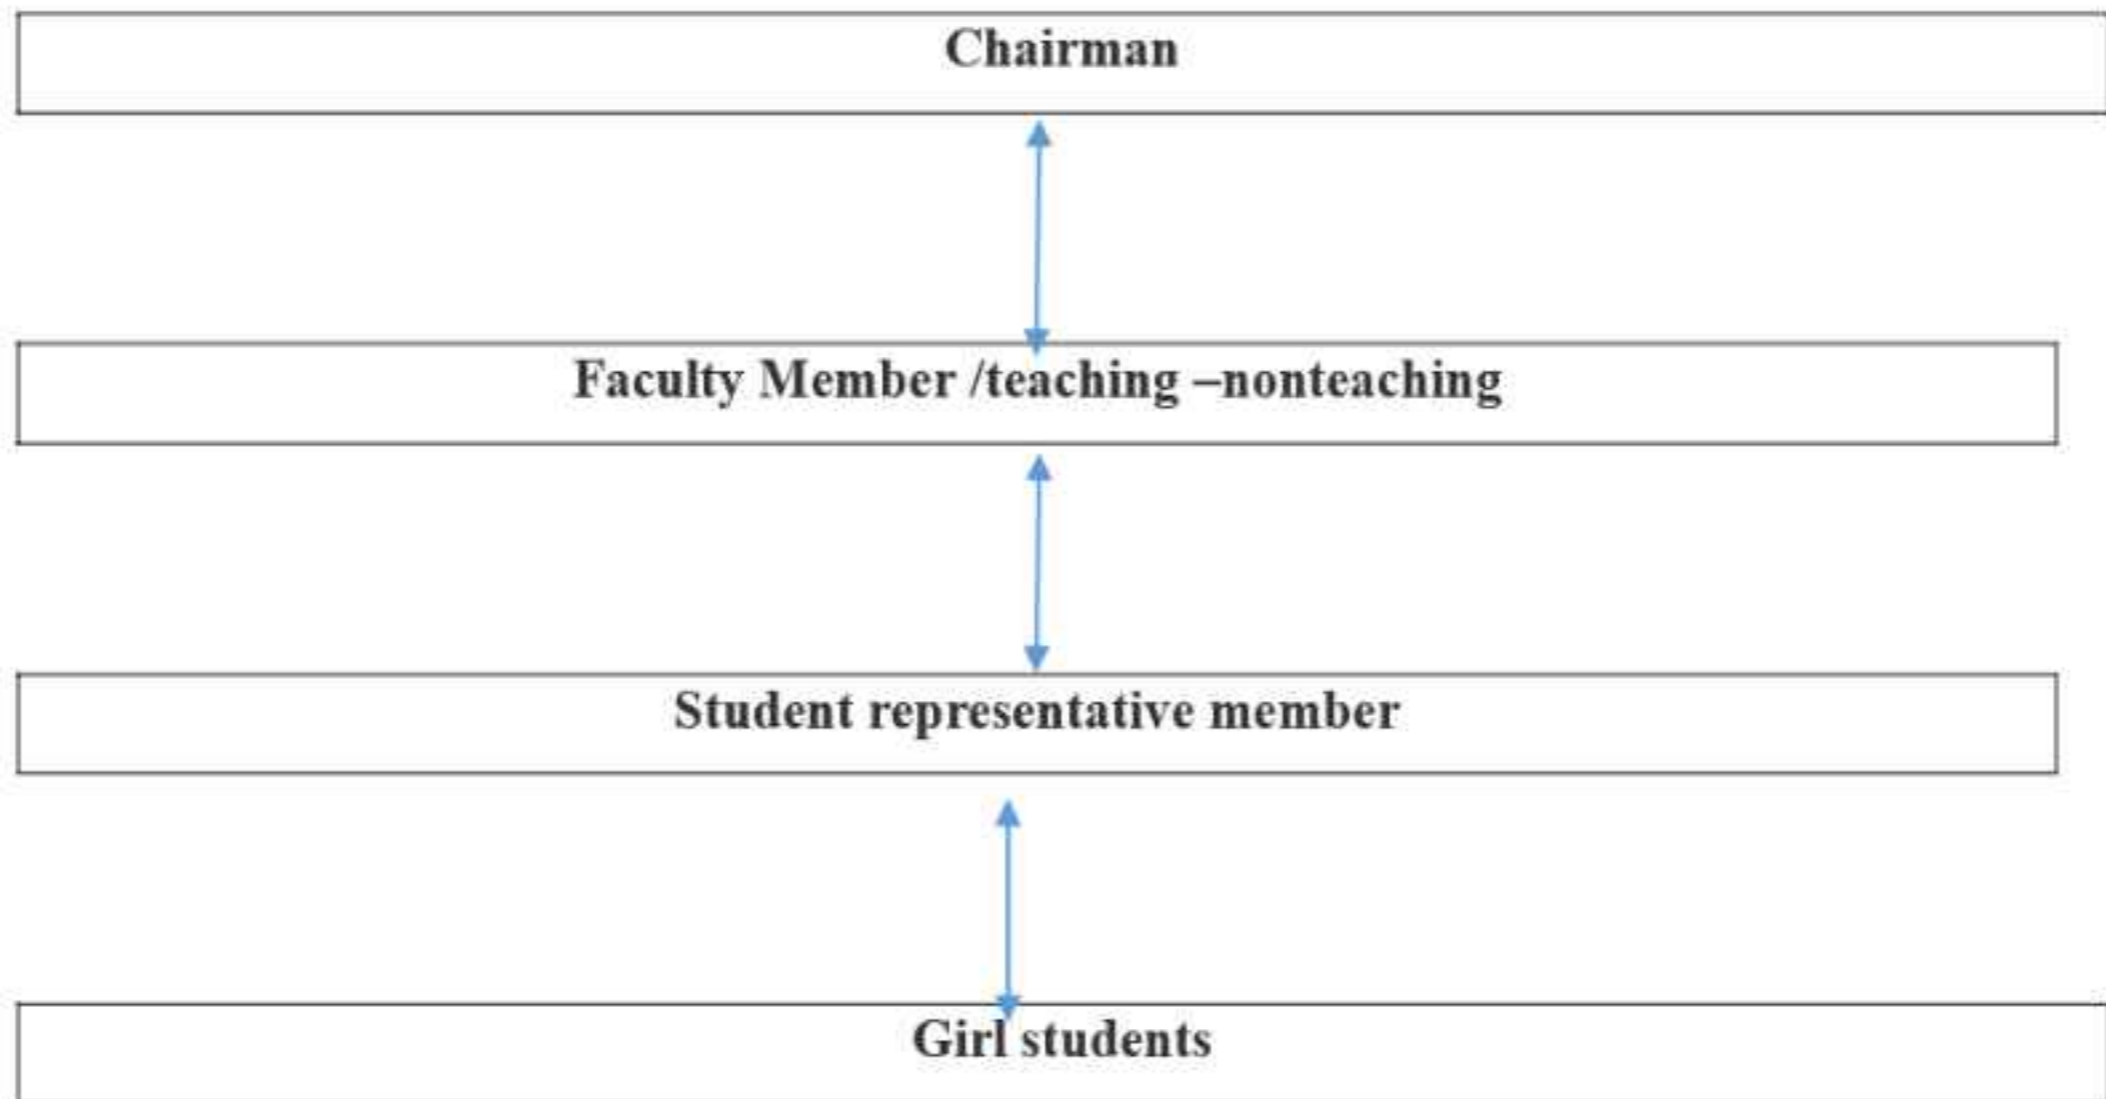 Chairman
Faculty Member /teaching –nonteaching
Student representative member
Girl students